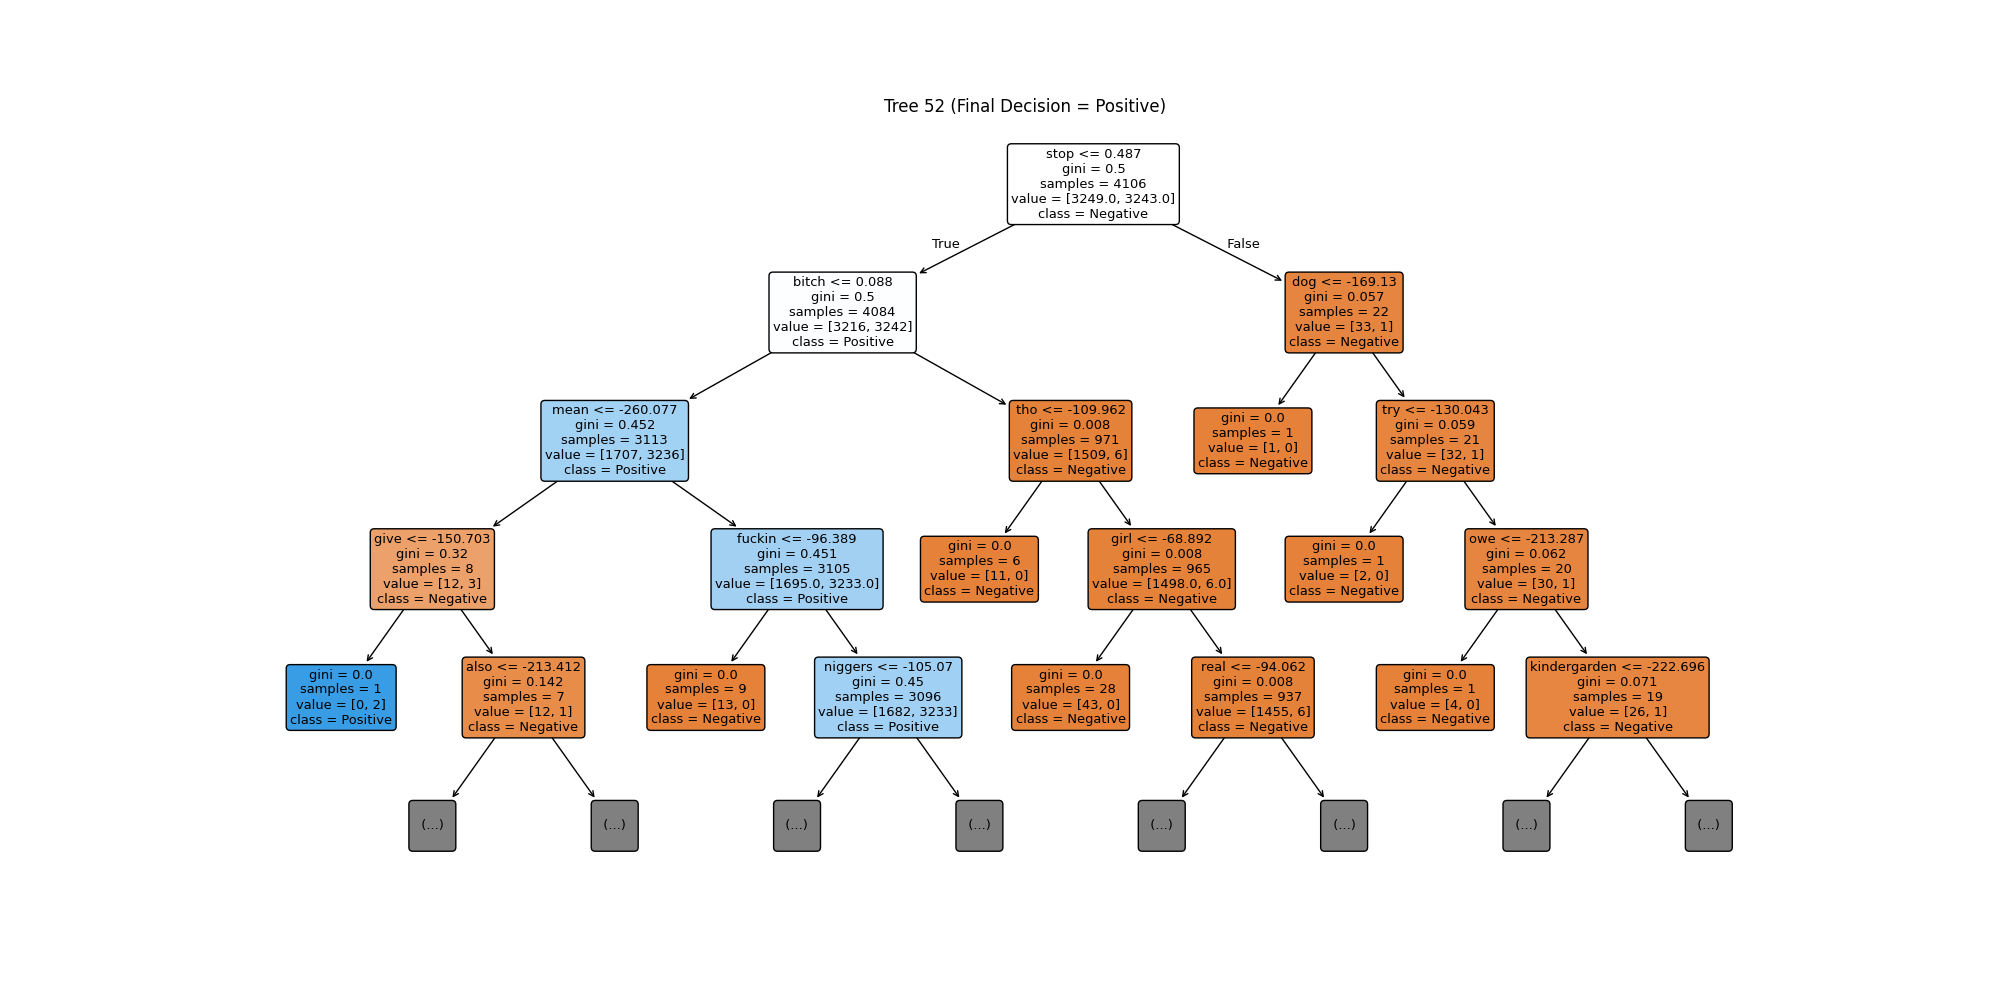 Tree 52 (Final Decision = Positive)
stop <= 0.487
gini = 0.5
samples = 4106
value = [3249.0, 3243.0]
class = Negative
True
False
bitch <= 0.088
gini = 0.5
samples = 4084
value = [3216, 3242]
class = Positive
dog <= -169.13
gini = 0.057
samples = 22
value = [33, 1]
class = Negative
mean <= -260.077
gini = 0.452
samples = 3113
value = [1707, 3236]
class = Positive
tho <= -109.962
gini = 0.008
samples = 971
value = [1509, 6]
class = Negative
gini = 0.0
samples = 1
value = [1, 0]
class = Negative
try <= -130.043
gini = 0.059
samples = 21
value = [32, 1]
class = Negative
give <= -150.703
gini = 0.32
samples = 8
value = [12, 3]
class = Negative
fuckin <= -96.389
gini = 0.451
samples = 3105
value = [1695.0, 3233.0]
class = Positive
gini = 0.0
samples = 6
value = [11, 0]
class = Negative
girl <= -68.892
gini = 0.008
samples = 965
value = [1498.0, 6.0]
class = Negative
gini = 0.0
samples = 1
value = [2, 0]
class = Negative
owe <= -213.287
gini = 0.062
samples = 20
value = [30, 1]
class = Negative
gini = 0.0
samples = 1
value = [0, 2]
class = Positive
also <= -213.412
gini = 0.142
samples = 7
value = [12, 1]
class = Negative
gini = 0.0
samples = 9
value = [13, 0]
class = Negative
niggers <= -105.07
gini = 0.45
samples = 3096
value = [1682, 3233]
class = Positive
gini = 0.0
samples = 28
value = [43, 0]
class = Negative
real <= -94.062
gini = 0.008
samples = 937
value = [1455, 6]
class = Negative
gini = 0.0
samples = 1
value = [4, 0]
class = Negative
kindergarden <= -222.696
gini = 0.071
samples = 19
value = [26, 1]
class = Negative
(...)
(...)
(...)
(...)
(...)
(...)
(...)
(...)